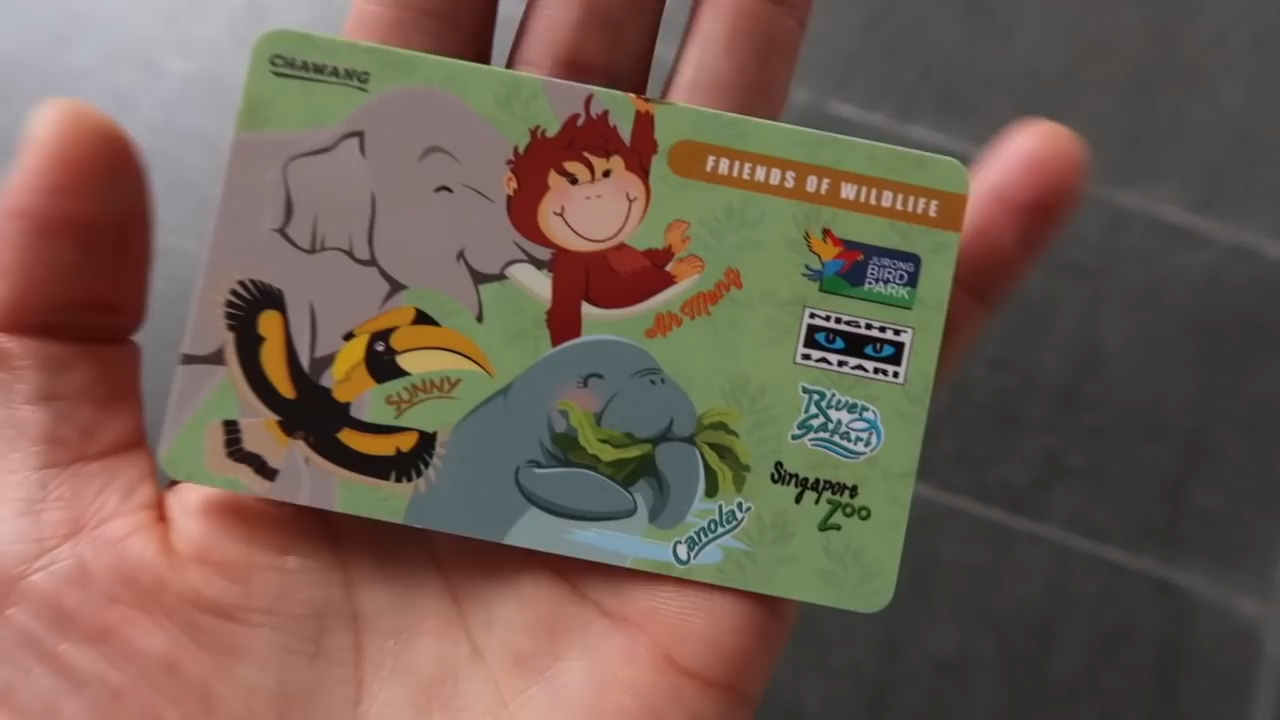 CHAWANG
FRIENDS OF WILDLIFE
JURONG
BIRD
PARK
Ah Meng
NIGHT
SAFARI
SUNNY
River
Safari
Singapore
Zoo
Canola